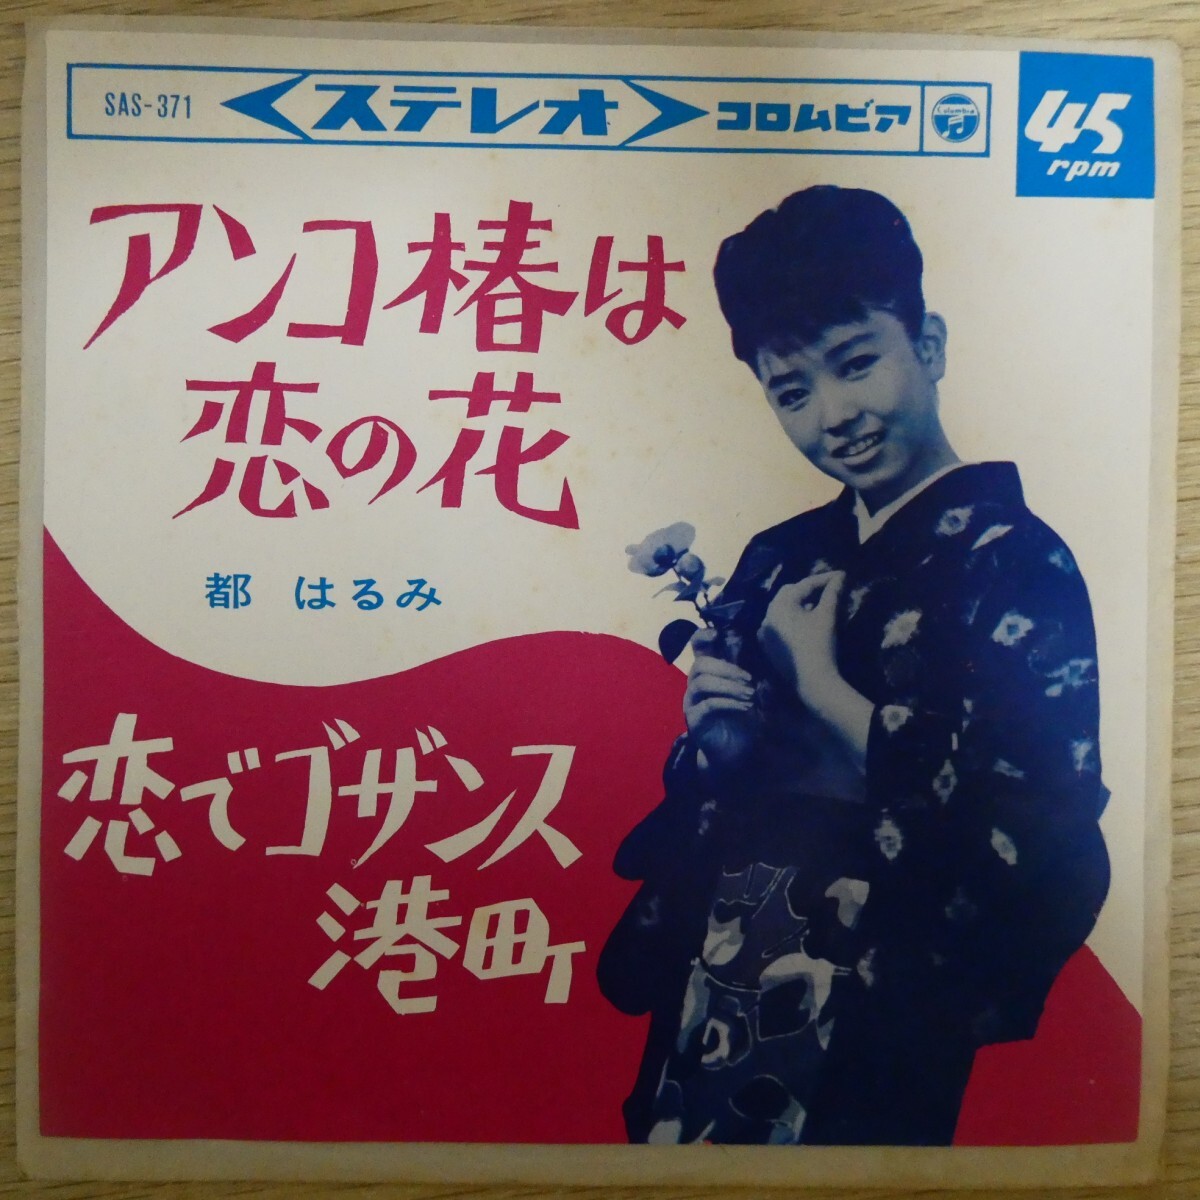 SAS-371 ステレオ コロムビア Columbia
45
rpm
アンコ椿は
恋の花
都 はるみ
恋でゴザンス
港町